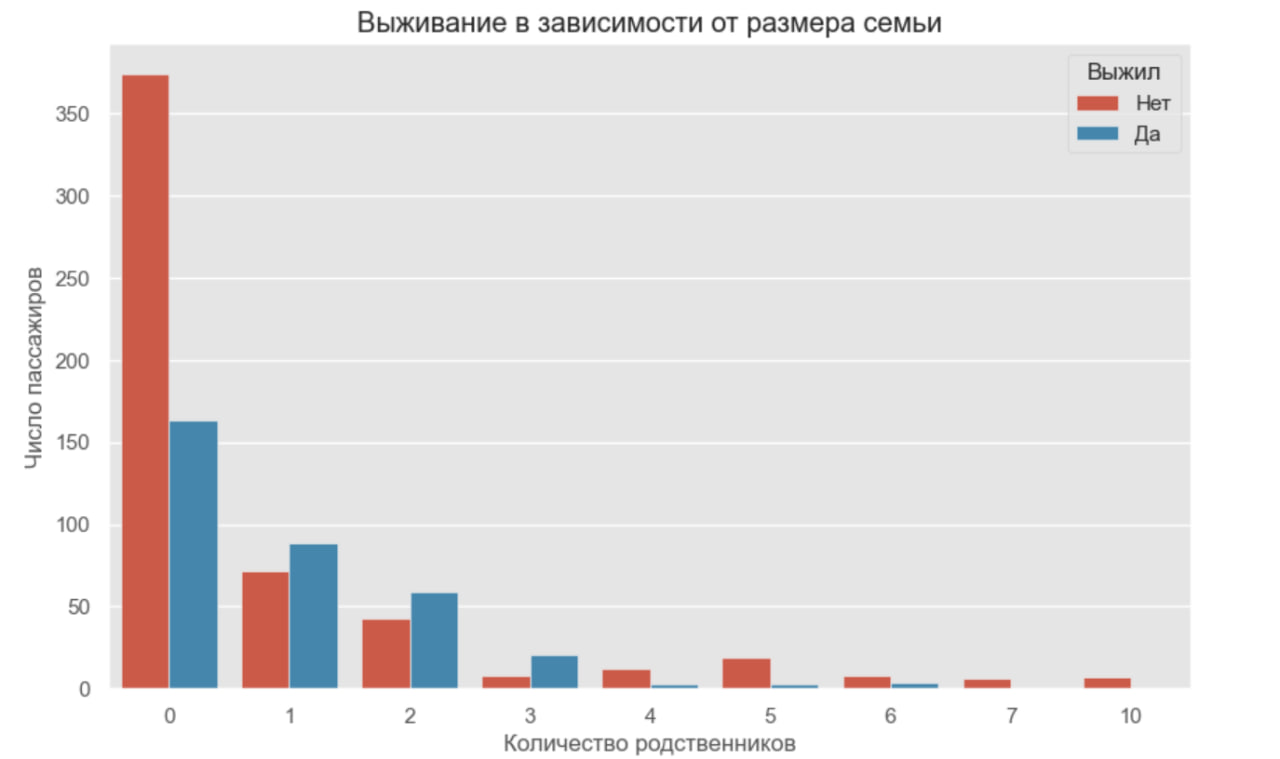 Выживание в зависимости от размера семьи
Выжил
Нет
Да
Число пассажиров
350
300
250
200
150
100
50
0
0 1 2 3 4 5 6 7 10
Количество родственников